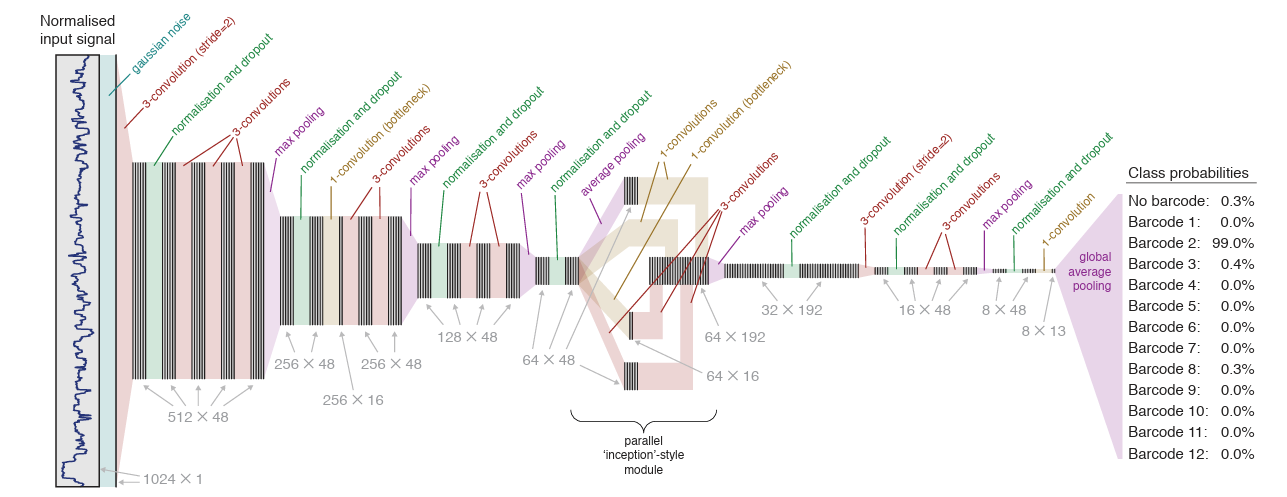 Normalised
input signal
gaussian noise
3-convolution (stride=2)
normalisation and dropout
3-convolutions
max pooling
normalisation and dropout
1-convolution (bottleneck)
3-convolutions
max pooling
normalisation and dropout
3-convolutions
max pooling
normalisation and dropout
average pooling
1-convolutions
1-convolution (bottleneck)
3-convolutions
max pooling
normalisation and dropout
3-convolution (stride=2)
normalisation and dropout
3-convolutions
max pooling
normalisation and dropout
1-convolution
global
average
pooling
1024 × 1
512 × 48
256 × 48
256 × 16
256 × 48
128 × 48
64 × 48
64 × 192
64 × 16
32 × 192
16 × 48
8 × 48
8 × 13
parallel
‘inception’-style
module
Class probabilities
No barcode: 0.3%
Barcode 1: 0.0%
Barcode 2: 99.0%
Barcode 3: 0.4%
Barcode 4: 0.0%
Barcode 5: 0.0%
Barcode 6: 0.0%
Barcode 7: 0.0%
Barcode 8: 0.3%
Barcode 9: 0.0%
Barcode 10: 0.0%
Barcode 11: 0.0%
Barcode 12: 0.0%